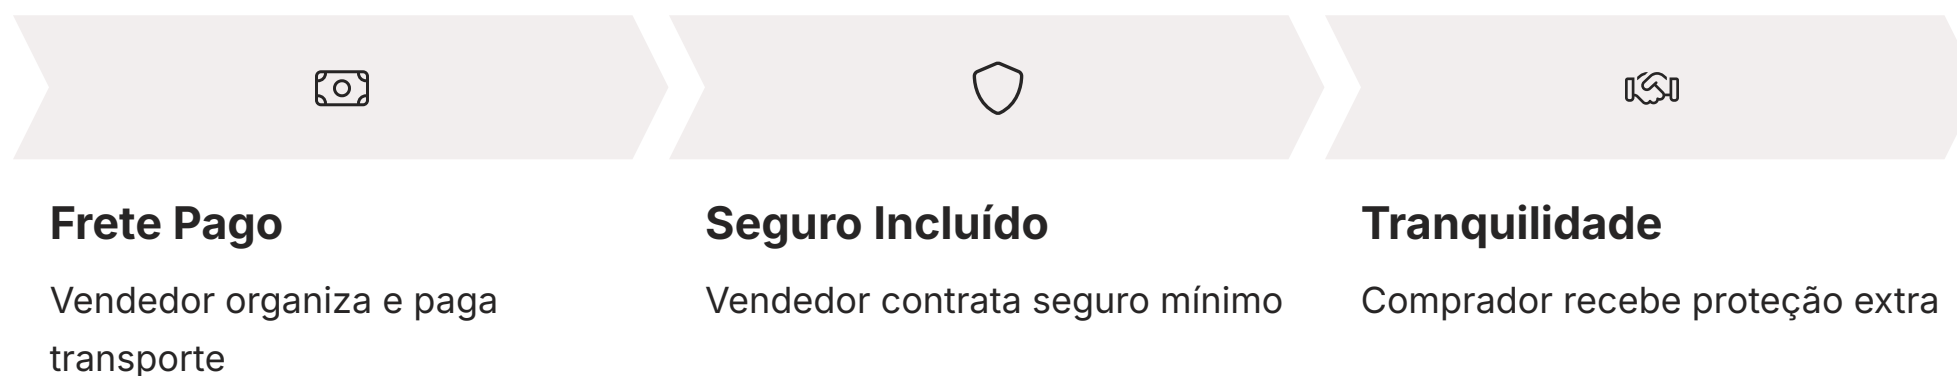 Frete Pago
Vendedor organiza e paga
transporte
Seguro Incluído
Vendedor contrata seguro mínimo
Tranquilidade
Comprador recebe proteção extra